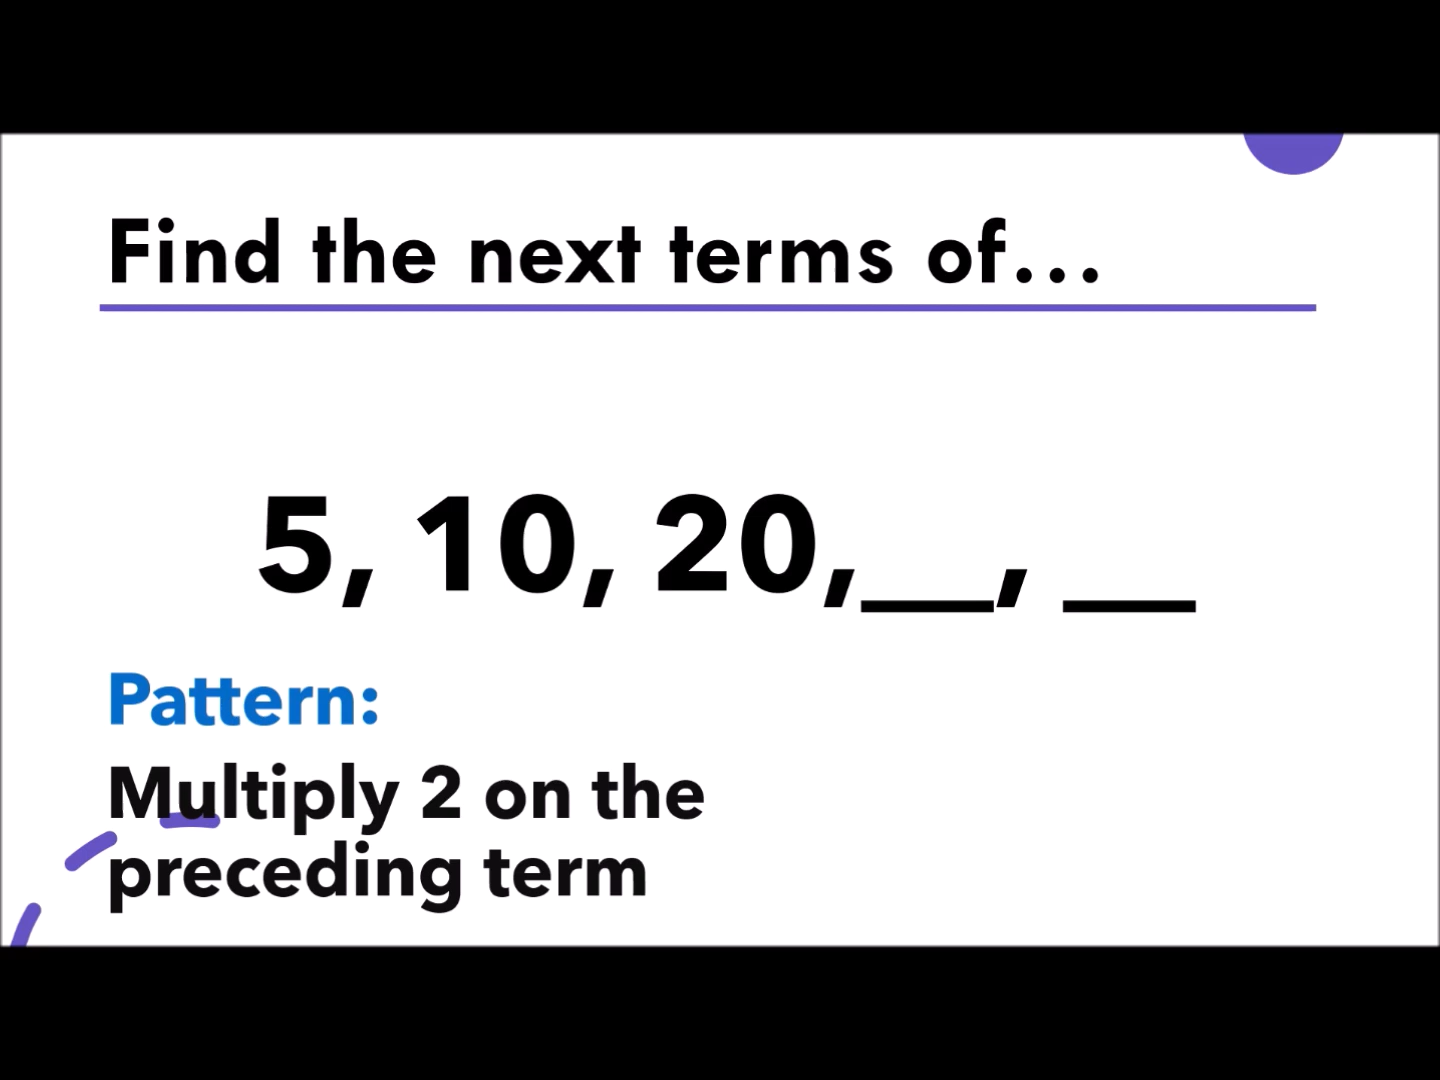 Find the next terms of...
5, 10, 20,__, __
Pattern:
Multiply 2 on the
preceding term